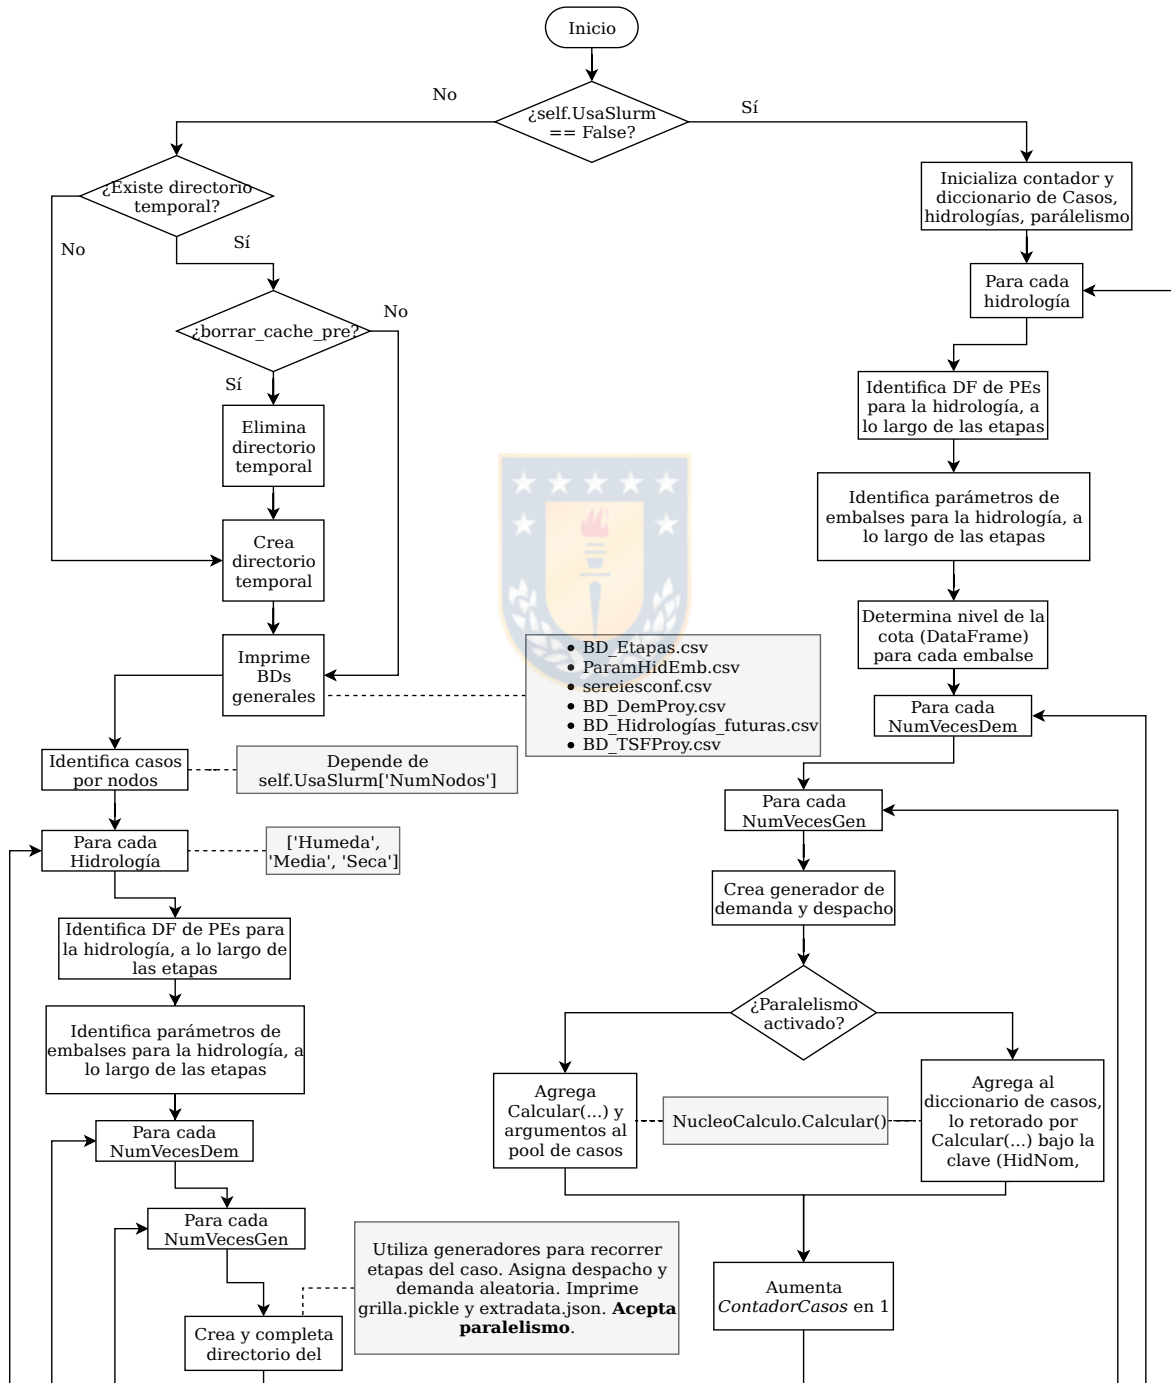 Inicio
¿self.UsaSlurm
== False?
No
Sí
¿Existe directorio
temporal?
No
Sí
¿borrar_cache_pre?
No
Sí
Elimina
directorio
temporal
Crea
directorio
temporal
Imprime
BDs
generales
• BD_Etapas.csv
• ParamHidEmb.csv
• sereiesconf.csv
• BD_DemProy.csv
• BD_Hidrologías_futuras.csv
• BD_TSFProy.csv
Identifica casos
por nodos
Depende de
self.UsaSlurm['NumNodos']
Para cada
Hidrología
['Humeda',
'Media', 'Seca']
Identifica DF de PEs para
la hidrología, a lo largo de
las etapas
Identifica parámetros de
embalses para la hidrología, a
lo largo de las etapas
Para cada
NumVecesDem
Para cada
NumVecesGen
Utiliza generadores para recorrer
etapas del caso. Asigna despacho y
demanda aleatoria. Imprime
grilla.pickle y extradata.json. Acepta
paralelismo.
Crea y completa
directorio del
Inicializa contador y
diccionario de Casos,
hidrologías, parálelismo
Para cada
hidrología
Identifica DF de PEs
para la hidrología, a
lo largo de las etapas
Identifica parámetros de
embalses para la hidrología, a
lo largo de las etapas
Determina nivel de la
cota (DataFrame)
para cada embalse
Para cada
NumVecesDem
Para cada
NumVecesGen
Crea generador de
demanda y despacho
¿Paralelismo
activado?
Agrega
Calcular(...) y
argumentos al
pool de casos
NucleoCalculo.Calcular()
Agrega al
diccionario de casos,
lo retorado por
Calcular(...) bajo la
clave (HidNom,
Aumenta
ContadorCasos en 1